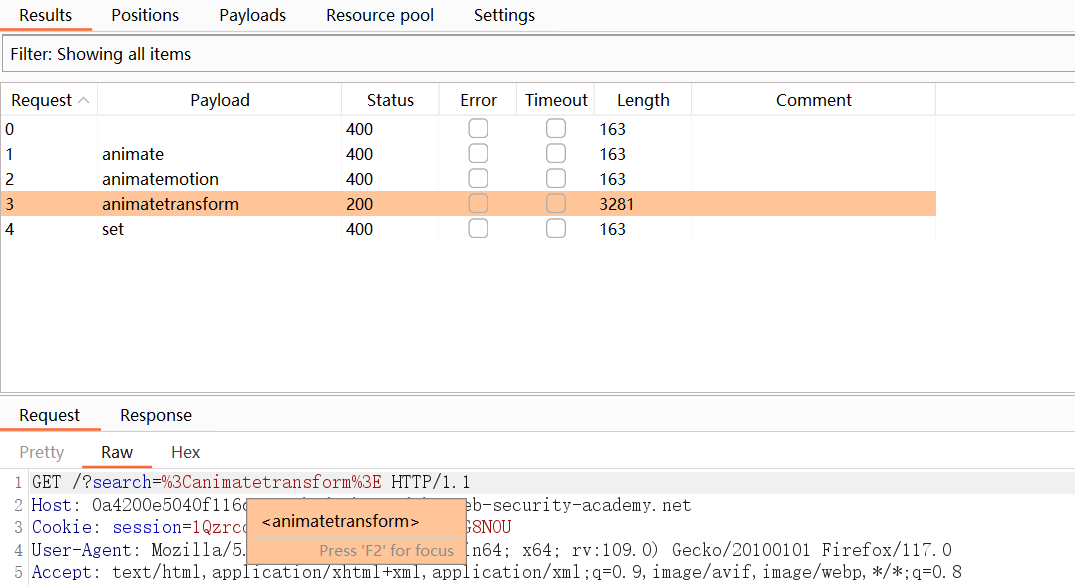 Results Positions Payloads Resource pool Settings
Filter: Showing all items
Request Payload Status Error Timeout Length Comment
0 400 163
1 animate 400 163
2 animatemotion 400 163
3 animatetransform 200 3281
4 set 400 163
Request Response
Pretty Raw Hex
1 GET /?search=%3Canimatetransform%3E HTTP/1.1
2 Host: 0a4200e5040f116 eb-security-academy.net
<animatetransform>
3 Cookie: session=1Qzrc G8NOU
4 User-Agent: Mozilla/5. Press 'F2' for focus in64; x64; rv:109.0) Gecko/20100101 Firefox/117.0
5 Accept: text/html,application/xhtml+xml,application/xml;q=0.9,image/avif,image/webp,*/*;q=0.8